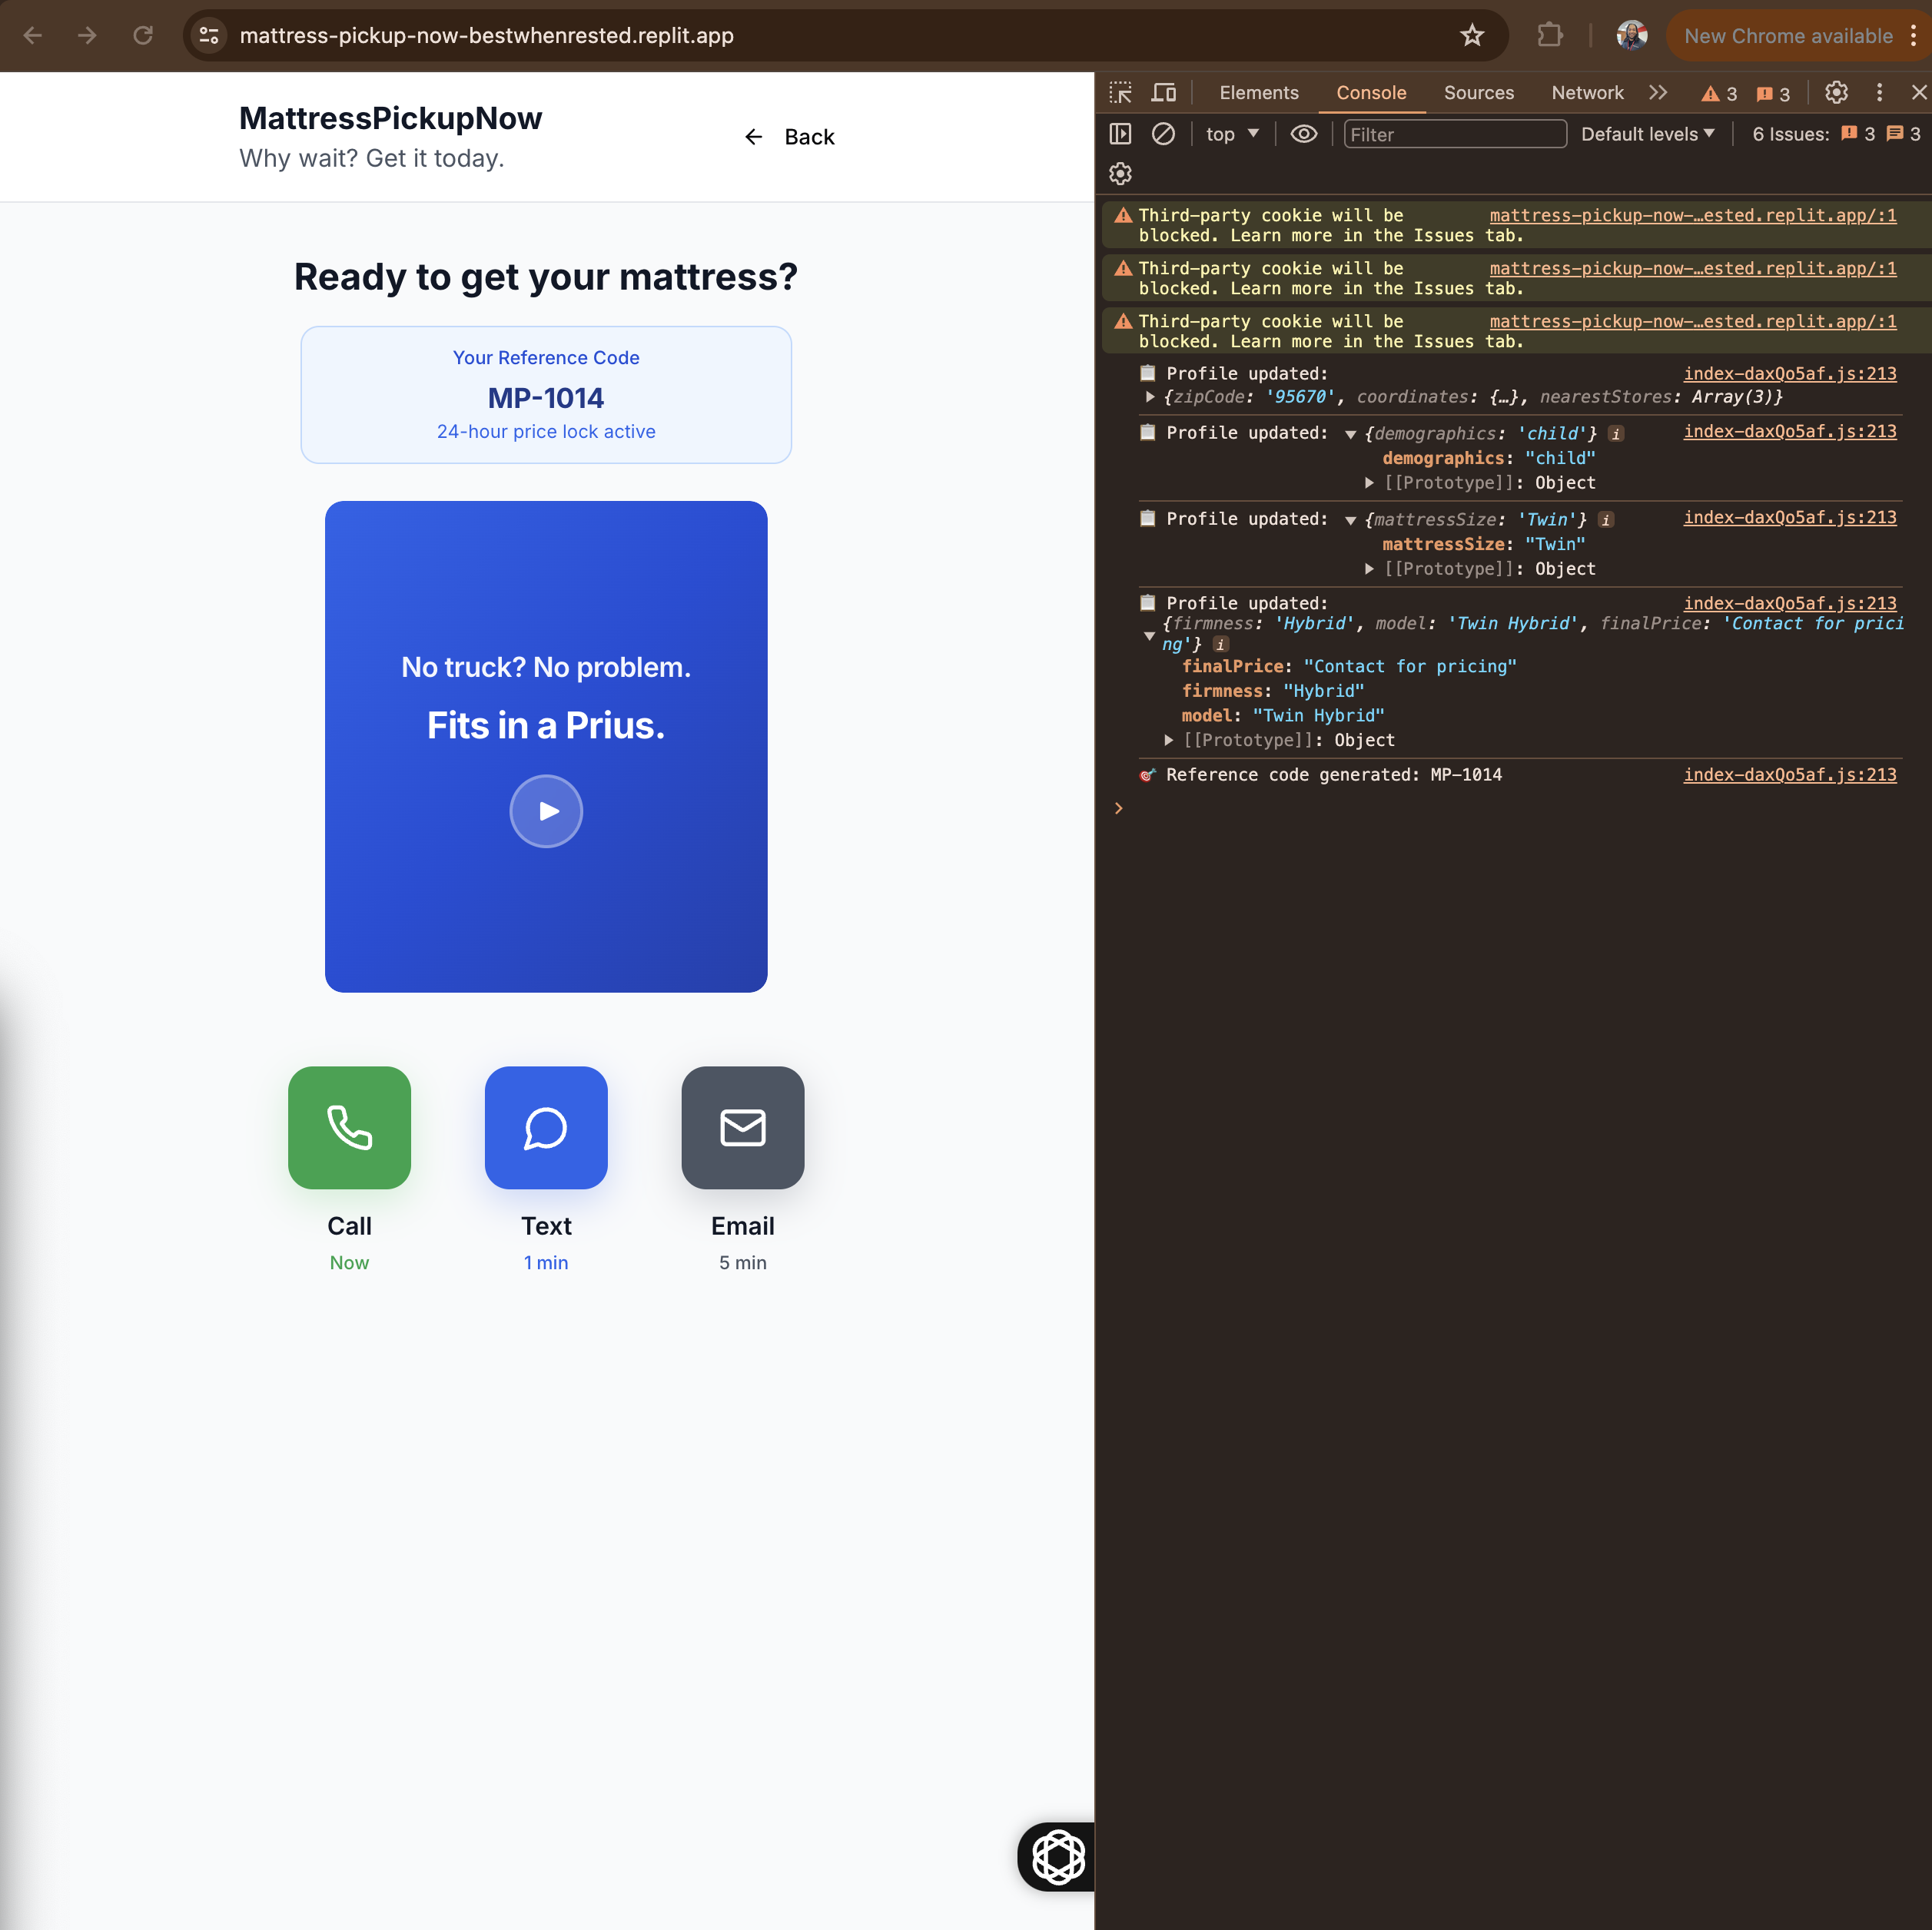 mattress-pickup-now-bestwhenrested.replit.app
New Chrome available
MattressPickupNow
Why wait? Get it today.
Back
Ready to get your mattress?
Your Reference Code
MP-1014
24-hour price lock active
No truck? No problem.
Fits in a Prius.
Call
Now
Text
1 min
Email
5 min
Elements
Console
Sources
Network
3
3
top
Filter
Default levels
6 Issues:
3
3
Third-party cookie will be mattress-pickup-now-…ested.replit.app/:1
blocked. Learn more in the Issues tab.
Third-party cookie will be mattress-pickup-now-…ested.replit.app/:1
blocked. Learn more in the Issues tab.
Third-party cookie will be mattress-pickup-now-…ested.replit.app/:1
blocked. Learn more in the Issues tab.
Profile updated: index-daxQo5af.js:213
{zipCode: '95670', coordinates: {…}, nearestStores: Array(3)}
Profile updated: {demographics: 'child'} i index-daxQo5af.js:213
demographics: "child"
[[Prototype]]: Object
Profile updated: {mattressSize: 'Twin'} i index-daxQo5af.js:213
mattressSize: "Twin"
[[Prototype]]: Object
Profile updated: index-daxQo5af.js:213
{firmness: 'Hybrid', model: 'Twin Hybrid', finalPrice: 'Contact for prici
ng'} i
finalPrice: "Contact for pricing"
firmness: "Hybrid"
model: "Twin Hybrid"
[[Prototype]]: Object
Reference code generated: MP-1014 index-daxQo5af.js:213